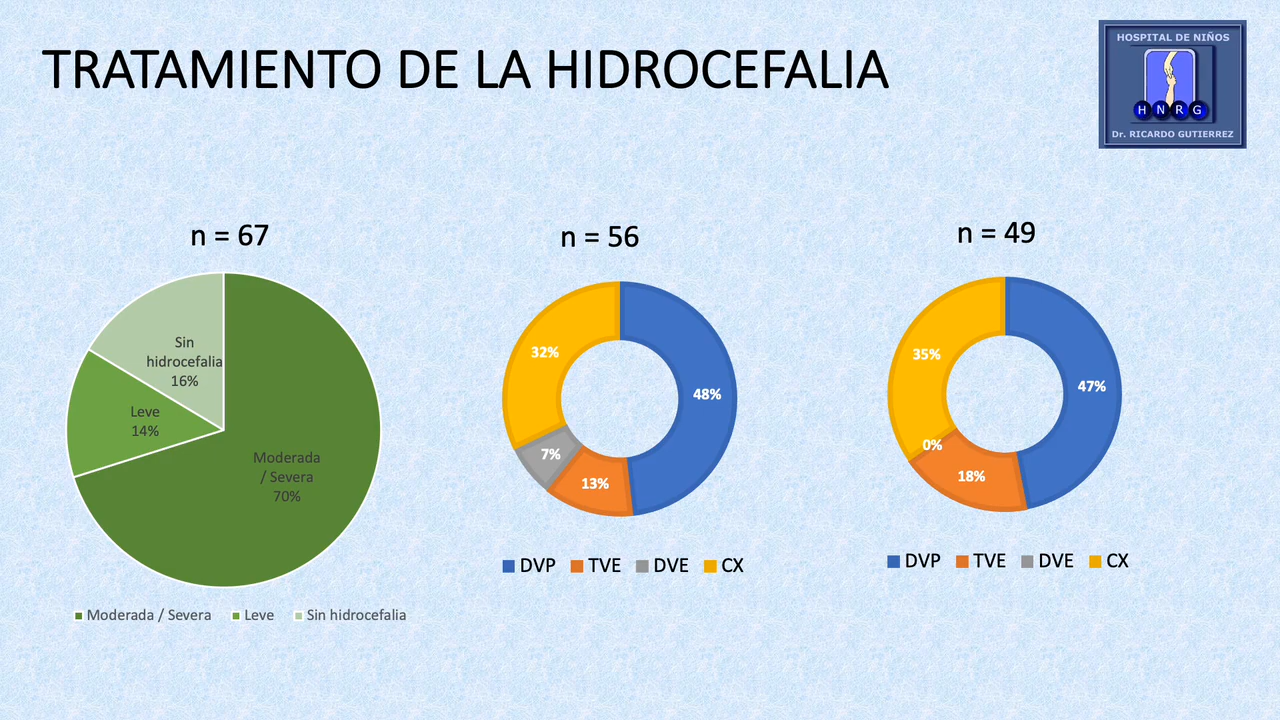 TRATAMIENTO DE LA HIDROCEFALIA
HOSPITAL DE NIÑOS
H N R G
Dr. RICARDO GUTIERREZ
n = 67
Sin
hidrocefalia
16%
Leve
14%
Moderada
/ Severa
70%
Moderada / Severa Leve Sin hidrocefalia
n = 56
32%
48%
7%
13%
DVP TVE DVE CX
n = 49
35%
47%
0%
18%
DVP TVE DVE CX